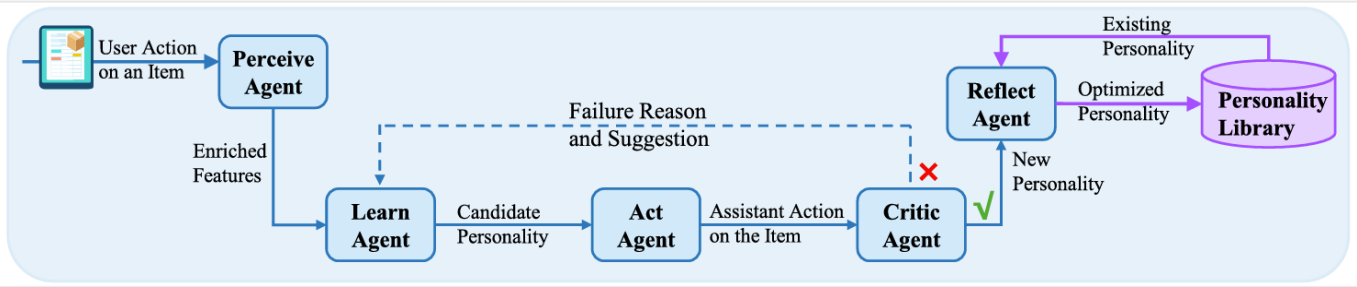 User Action
on an Item
Perceive
Agent
Enriched
Features
Learn
Agent
Candidate
Personality
Act
Agent
Assistant Action
on the Item
Critic
Agent
Failure Reason
and Suggestion
New
Personality
Reflect
Agent
Optimized
Personality
Personality
Library
Existing
Personality